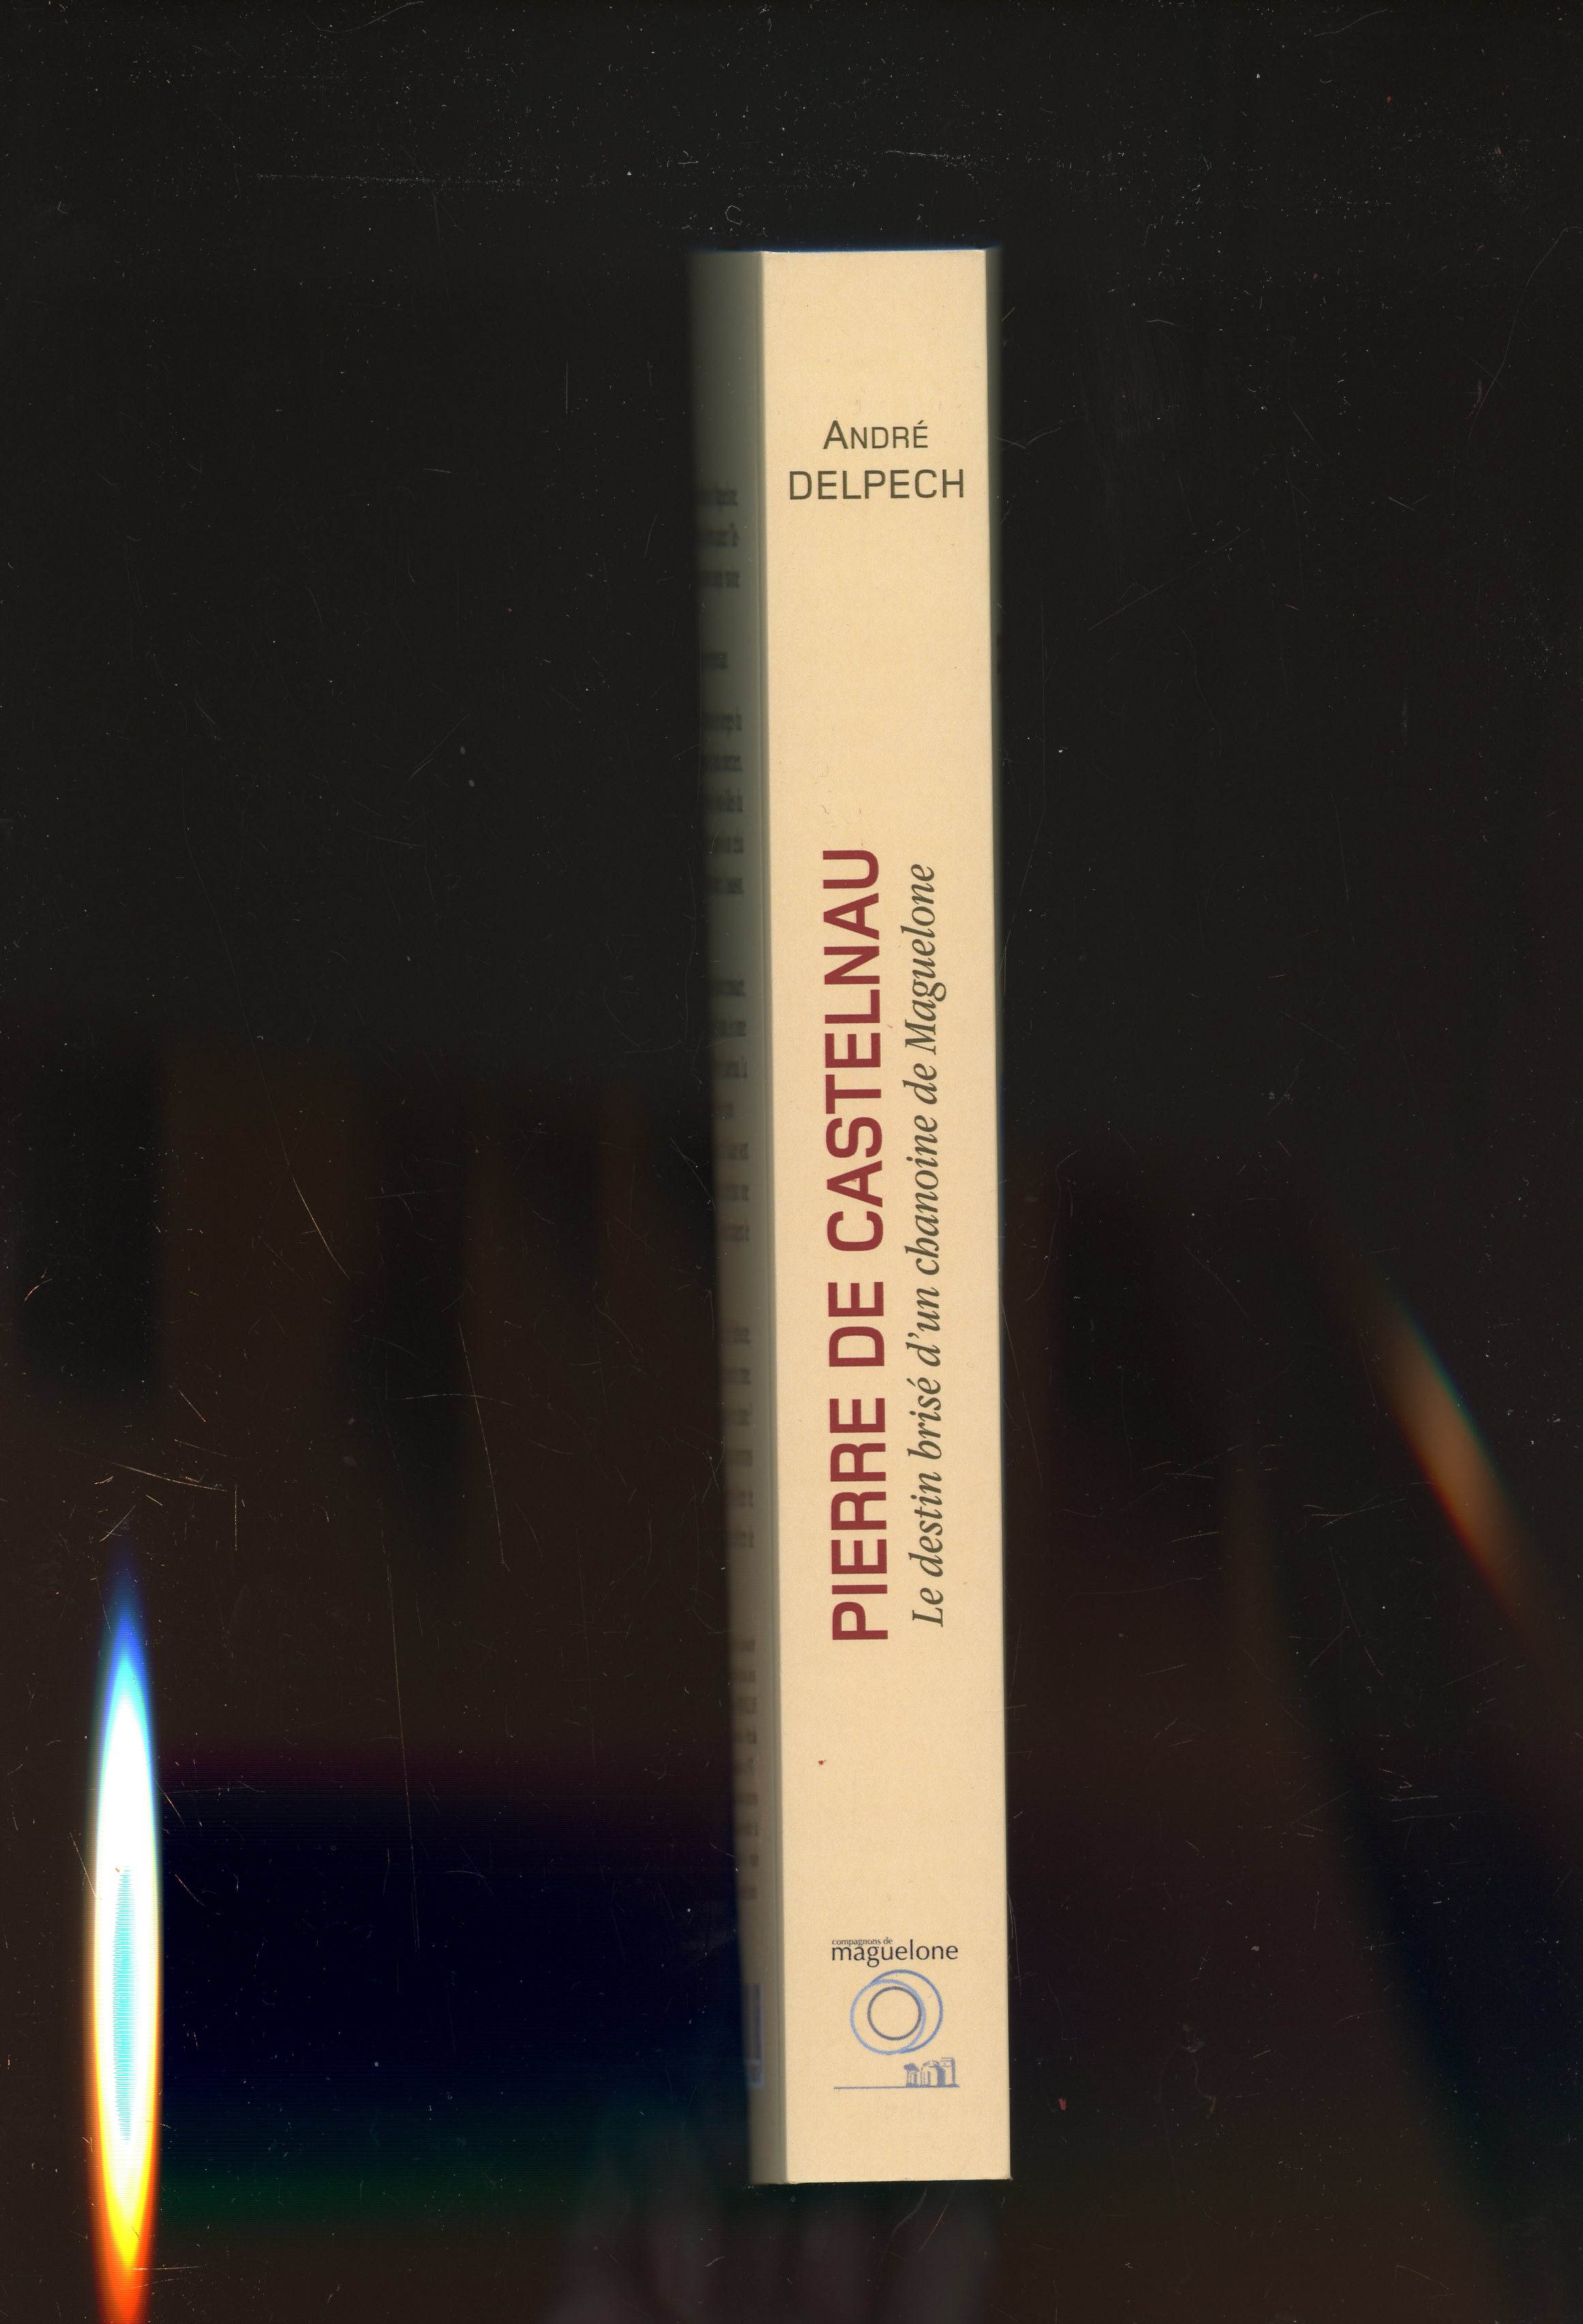 ANDRÉ
DELPECH
PIERRE DE CASTELNAU
Le destin brisé d'un chanoine de Maguelone
compagnons de
maguelone